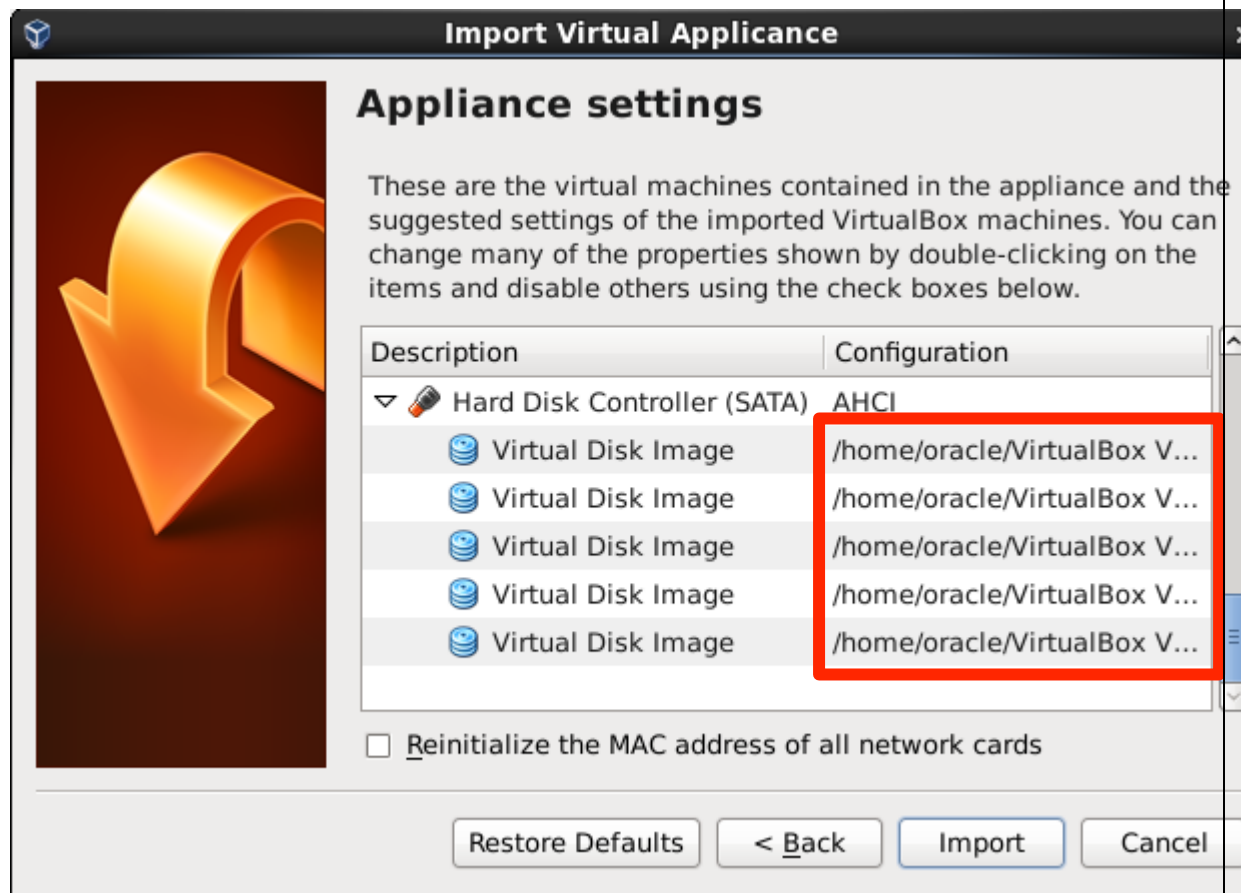 Import Virtual Applicance
Appliance settings
These are the virtual machines contained in the appliance and the
suggested settings of the imported VirtualBox machines. You can
change many of the properties shown by double-clicking on the
items and disable others using the check boxes below.
Description Configuration
Hard Disk Controller (SATA) AHCI
Virtual Disk Image /home/oracle/VirtualBox V...
Virtual Disk Image /home/oracle/VirtualBox V...
Virtual Disk Image /home/oracle/VirtualBox V...
Virtual Disk Image /home/oracle/VirtualBox V...
Virtual Disk Image /home/oracle/VirtualBox V...
Reinitialize the MAC address of all network cards
Restore Defaults < Back Import Cancel